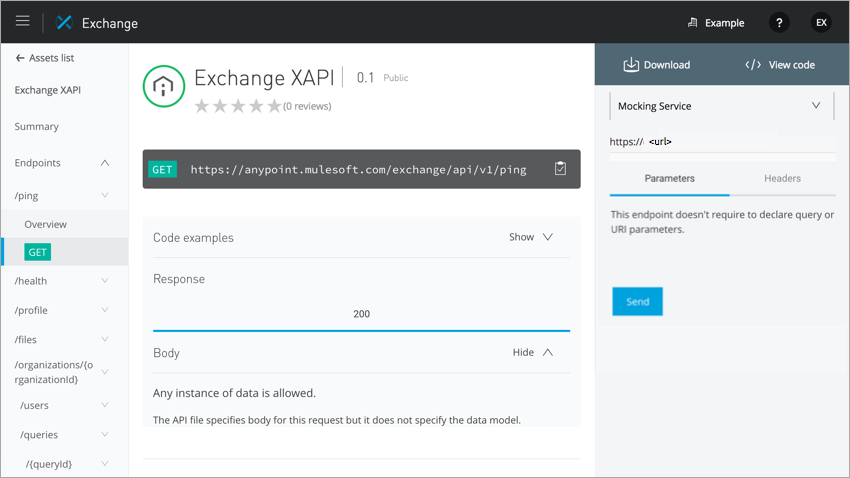 Exchange
Example
?
EX
Assets list
Exchange XAPI
Summary
Endpoints
/ping
Overview
GET
/health
/profile
/files
/organizations/{o
rganizationId}
/users
/queries
/{queryId}
Exchange XAPI
0.1 Public
(0 reviews)
GET https://anypoint.mulesoft.com/exchange/api/v1/ping
Code examples Show
Response
200
Body Hide
Any instance of data is allowed.
The API file specifies body for this request but it does not specify the data model.
Download
</> View code
Mocking Service
https:/ <url>
Parameters Headers
This endpoint doesn't require to declare query or
URI parameters.
Send